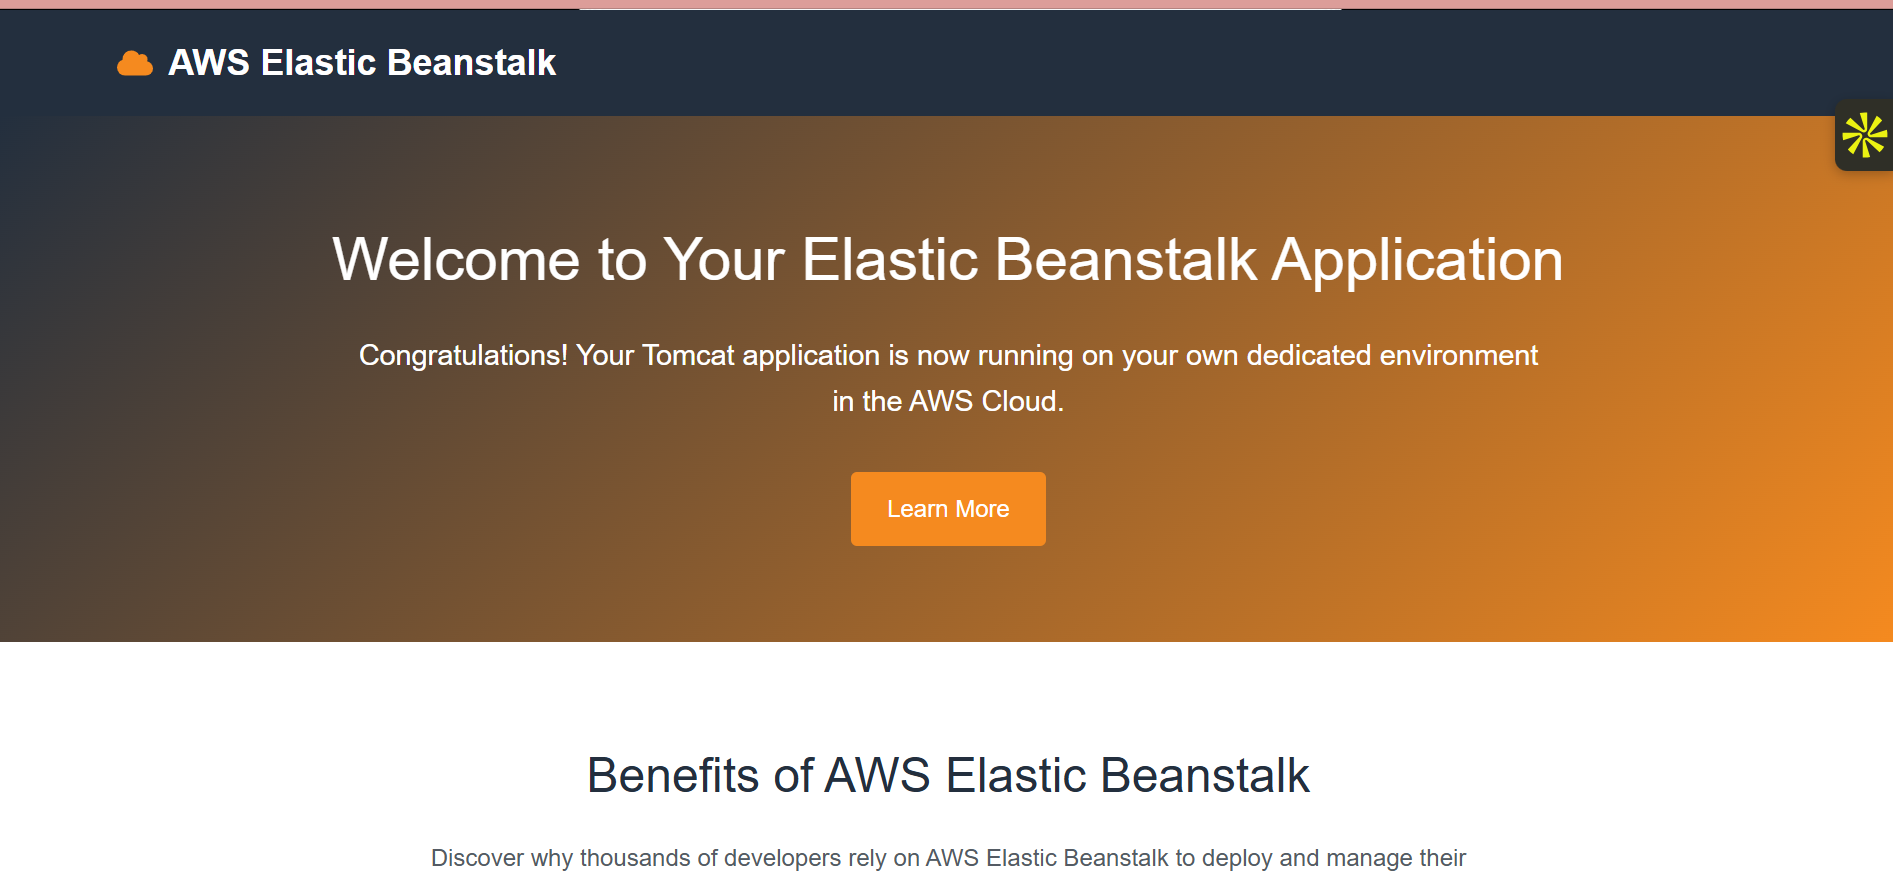 AWS Elastic Beanstalk
Welcome to Your Elastic Beanstalk Application
Congratulations! Your Tomcat application is now running on your own dedicated environment
in the AWS Cloud.
Learn More
Benefits of AWS Elastic Beanstalk
Discover why thousands of developers rely on AWS Elastic Beanstalk to deploy and manage their